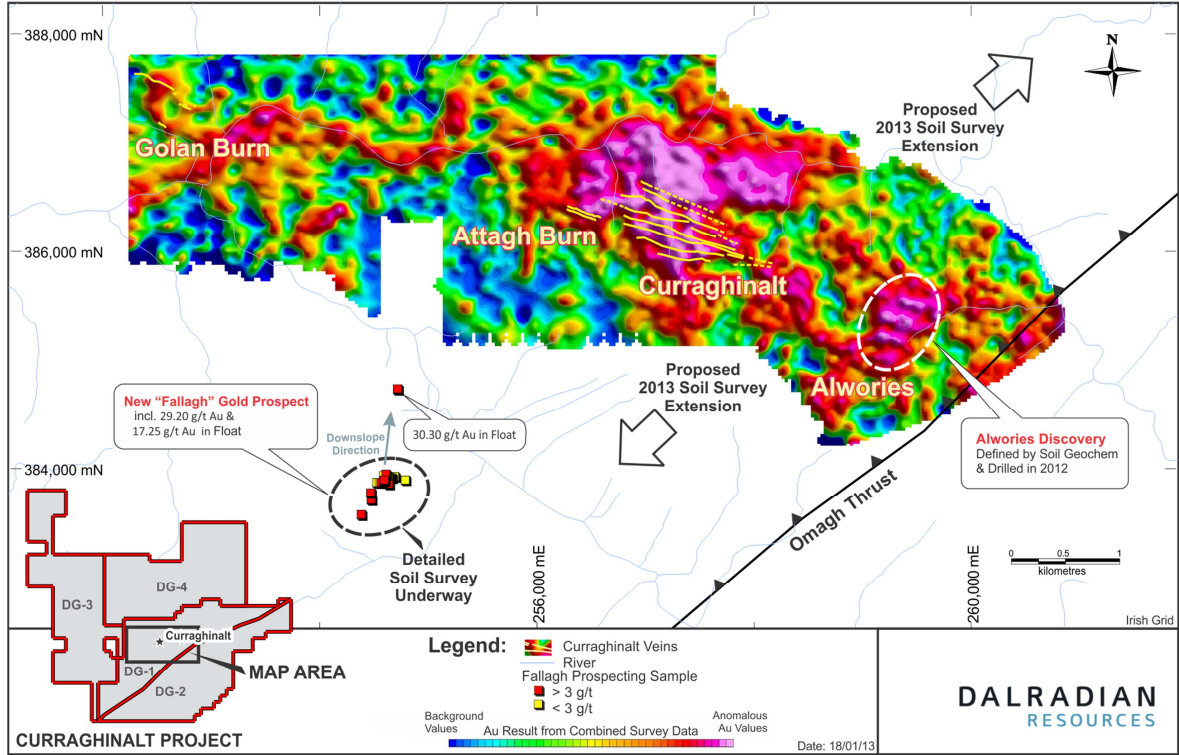 388,000 mN
N
Proposed
2013 Soil Survey
Extension
Golan Burn
386,000 mN
Attagh Burn
Curraghinalt
Proposed
2013 Soil Survey
Extension
Alwories
New “Fallagh” Gold Prospect
incl. 29.20 g/t Au &
17.25 g/t Au in Float
Downslope
Direction
30.30 g/t Au in Float
Alwories Discovery
Defined by Soil Geochem
& Drilled in 2012
384,000 mN
Omagh Thrust
Detailed
Soil Survey
Underway
256,000 mE
260,000 mE
0 0.5 1
kilometres
Irish Grid
DG-4
DG-3
Curraghinalt
DG-1
DG-2
MAP AREA
CURRAGHINALT PROJECT
Legend:
Curraghinalt Veins
River
Fallagh Prospecting Sample
> 3 g/t
< 3 g/t
Background
Values
Au Result from Combined Survey Data
Anomalous
Au Values
Date: 18/01/13
DALRADIAN
RESOURCES